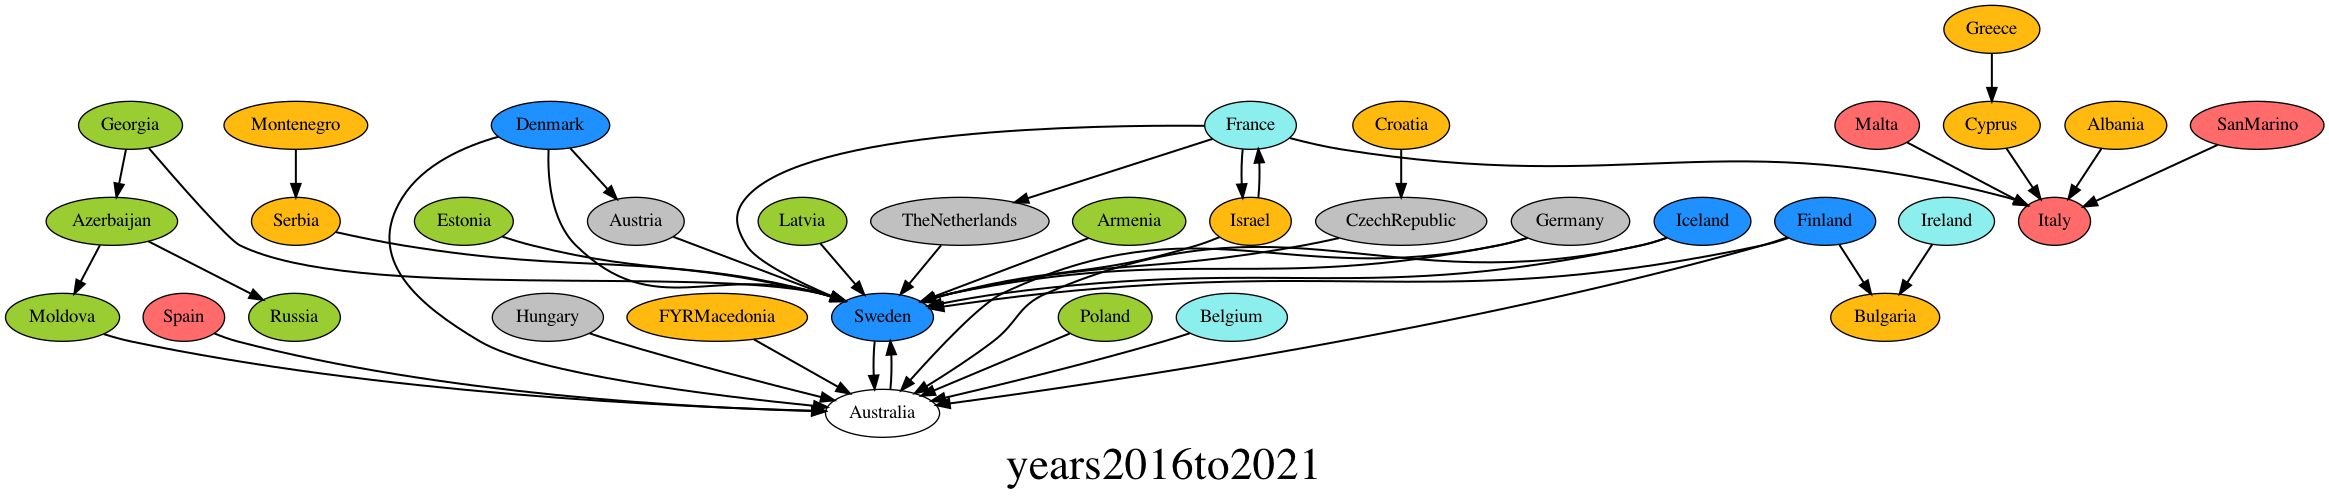 Greece
Georgia
Montenegro
Denmark
France
Croatia
Malta
Cyprus
Albania
SanMarino
Azerbaijan
Serbia
Estonia
Austria
Latvia
TheNetherlands
Armenia
Israel
CzechRepublic
Germany
Iceland
Finland
Ireland
Italy
Moldova
Spain
Russia
Hungary
FYRMacedonia
Sweden
Poland
Belgium
Bulgaria
Australia
years2016to2021